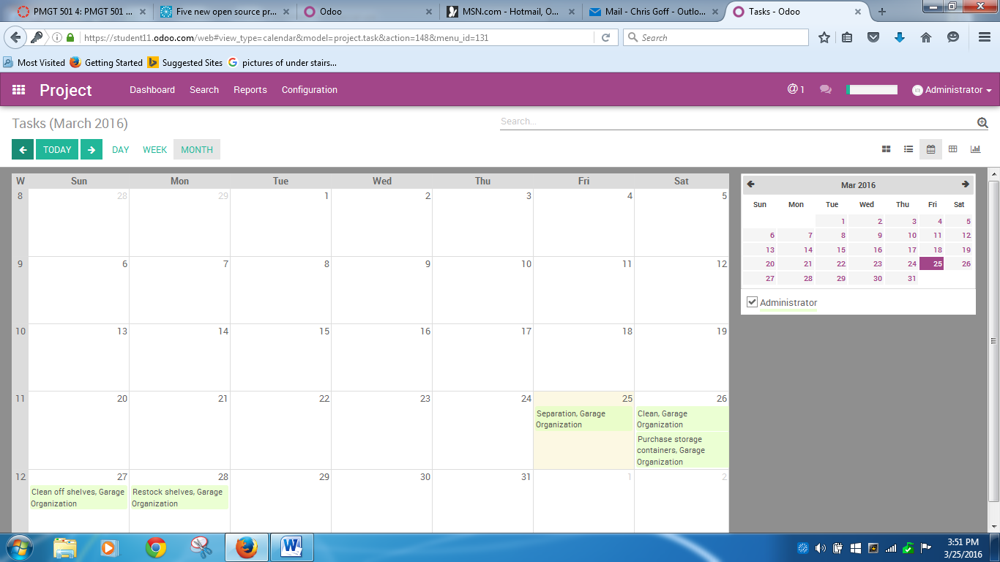 PMGT 501 4: PMGT 501 ... Five new open source pr... Odoo MSN.com - Hotmail, O... Mail - Chris Goff - Outlo... Tasks - Odoo
https://student11.odoo.com/web#view_type=calendar&model=project.task&action=148&menu_id=131 Search
Most Visited Getting Started Suggested Sites pictures of under stairs...
Project Dashboard Search Reports Configuration @ 1 Administrator
Tasks (March 2016) Search...
TODAY DAY WEEK MONTH
W Sun Mon Tue Wed Thu Fri Sat
8 28 29 1 2 3 4 5
9 6 7 8 9 10 11 12
10 13 14 15 16 17 18 19
11 20 21 22 23 24 25 26
Separation, Garage
Organization
Clean, Garage
Organization
Purchase storage
containers, Garage
Organization
12 27 28 29 30 31 1 2
Clean off shelves, Garage
Organization
Restock shelves, Garage
Organization
Mar 2016
Sun Mon Tue Wed Thu Fri Sat
1 2 3 4 5
6 7 8 9 10 11 12
13 14 15 16 17 18 19
20 21 22 23 24 25 26
27 28 29 30 31
Administrator
3:51 PM
3/25/2016